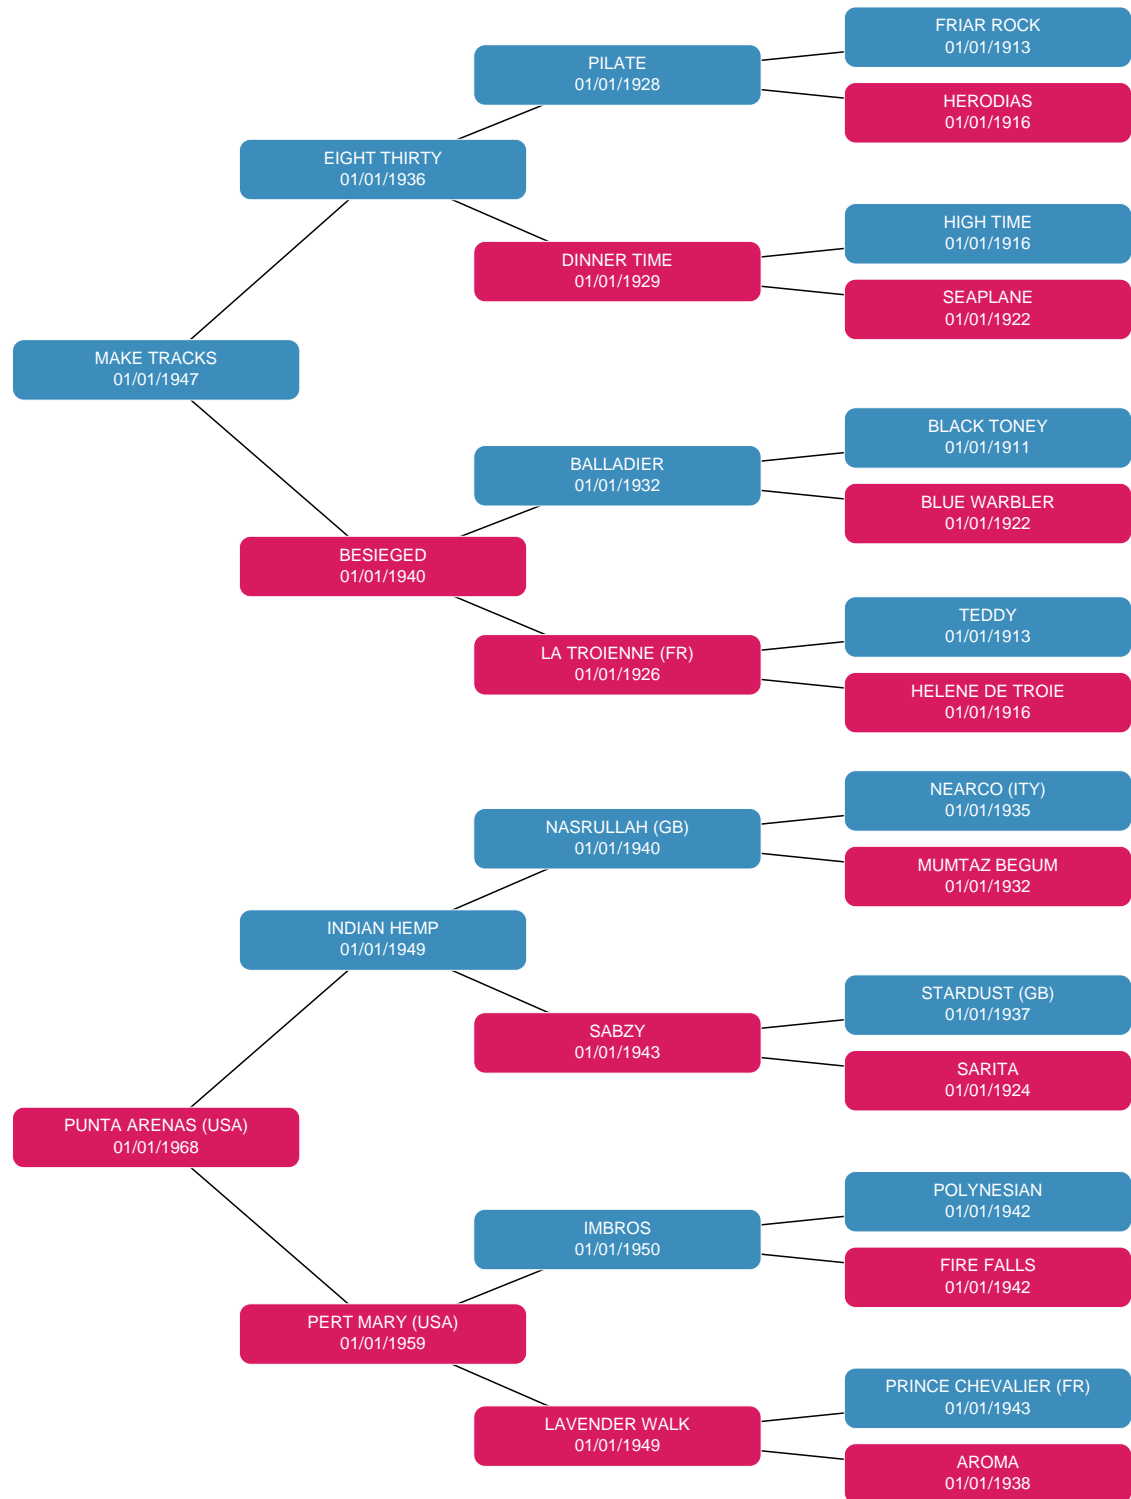 FRIAR ROCK
01/01/1913
PILATE
01/01/1928
HERODIAS
01/01/1916
EIGHT THIRTY
01/01/1936
HIGH TIME
01/01/1916
DINNER TIME
01/01/1929
SEAPLANE
01/01/1922
MAKE TRACKS
01/01/1947
BLACK TONEY
01/01/1911
BALLADIER
01/01/1932
BLUE WARBLER
01/01/1922
BESIEGED
01/01/1940
TEDDY
01/01/1913
LA TROIENNE (FR)
01/01/1926
HELENE DE TROIE
01/01/1916
NEARCO (ITY)
01/01/1935
NASRULLAH (GB)
01/01/1940
MUMTAZ BEGUM
01/01/1932
INDIAN HEMP
01/01/1949
STARDUST (GB)
01/01/1937
SABZY
01/01/1943
SARITA
01/01/1924
PUNTA ARENAS (USA)
01/01/1968
POLYNESIAN
01/01/1942
IMBROS
01/01/1950
FIRE FALLS
01/01/1942
PERT MARY (USA)
01/01/1959
PRINCE CHEVALIER (FR)
01/01/1943
LAVENDER WALK
01/01/1949
AROMA
01/01/1938